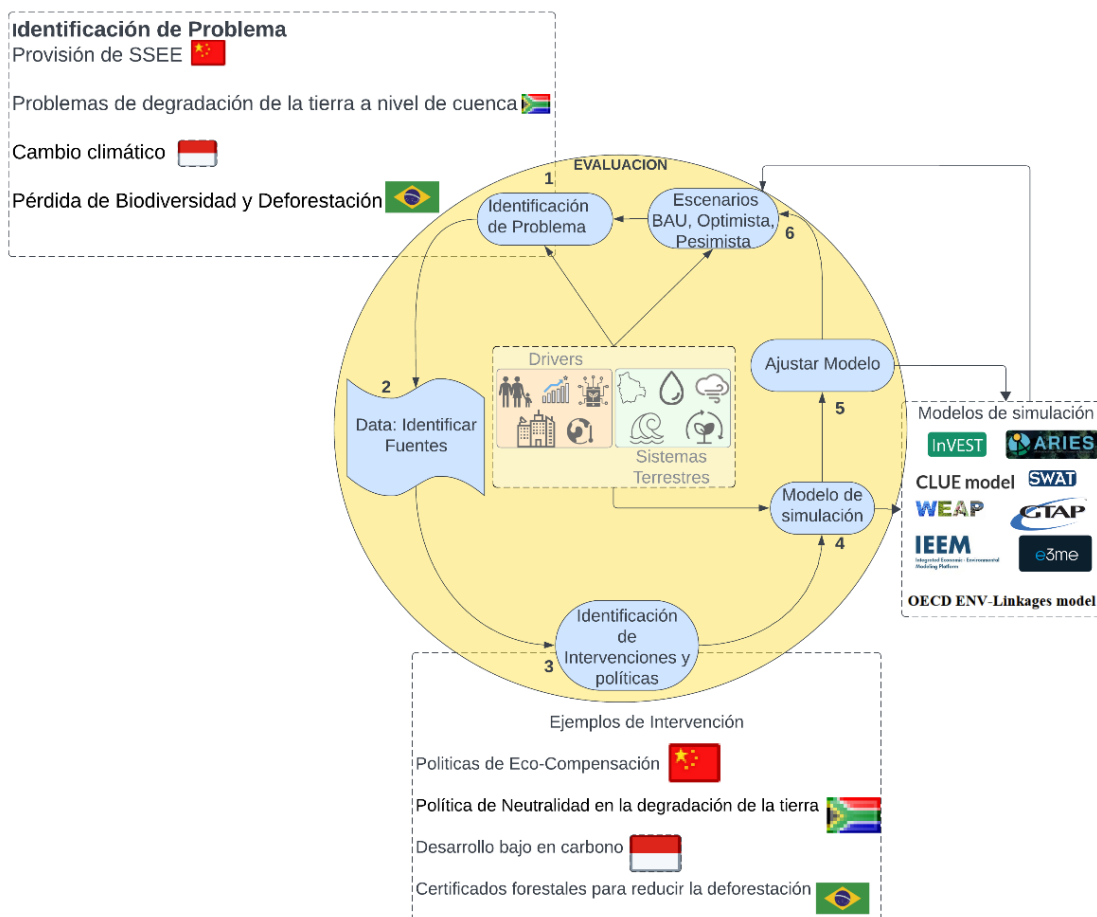 Identificación de Problema
Provisión de SSEE
Problemas de degradación de la tierra a nivel de cuenca
Cambio climático
Pérdida de Biodiversidad y Deforestación
EVALUACION
1
Identificación
de Problema
Escenarios
BAU, Optimista,
Pesimista
6
2
Data: Identificar
Fuentes
Drivers
Sistemas
Terrestres
Ajustar Modelo
5
Modelo de
simulación
4
Identificación
de
Intervenciones y
políticas
3
Modelos de simulación
InVEST
ARIES
CLUE model
SWAT
WEAP
GTAP
IEEM
Integrated Economic - Environmental
Modeling Platform
e3me
OECD ENV-Linkages model
Ejemplos de Intervención
Politicas de Eco-Compensación
Política de Neutralidad en la degradación de la tierra
Desarrollo bajo en carbono
Certificados forestales para reducir la deforestación